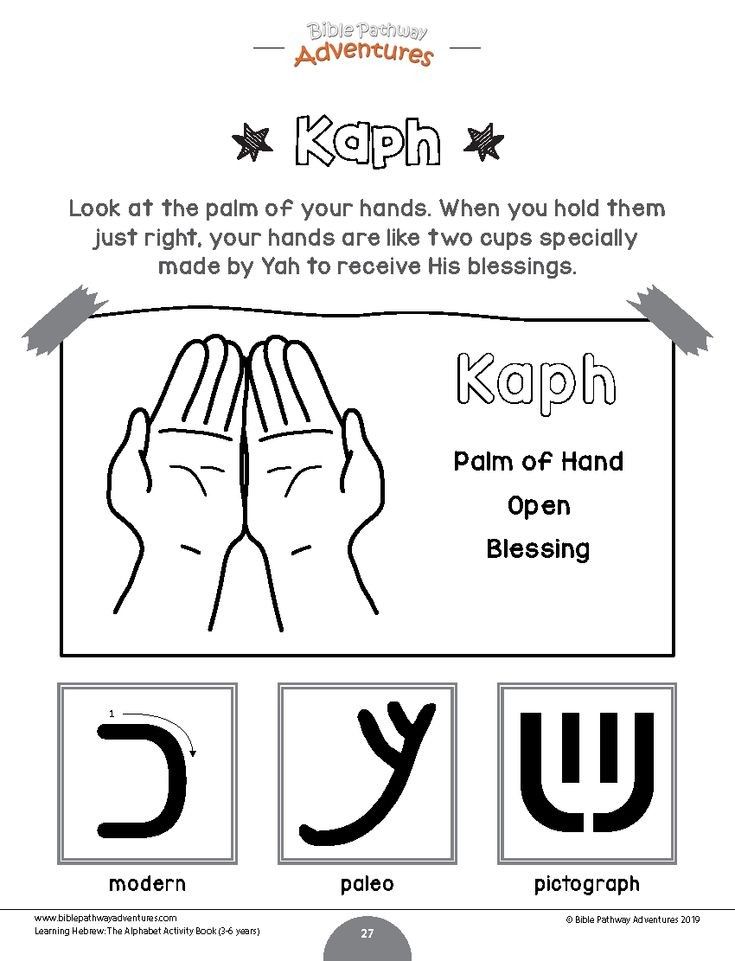 Bible Pathway
Adventures
Kaph
Look at the palm of your hands. When you hold them
just right, your hands are like two cups specially
made by Yah to receive His blessings.
Kaph
Palm of Hand
Open
Blessing
1
כ
modern
paleo
pictograph
www.biblepathwayadventures.com
Learning Hebrew: The Alphabet Activity Book (3-6 years)
27
© Bible Pathway Adventures 2019